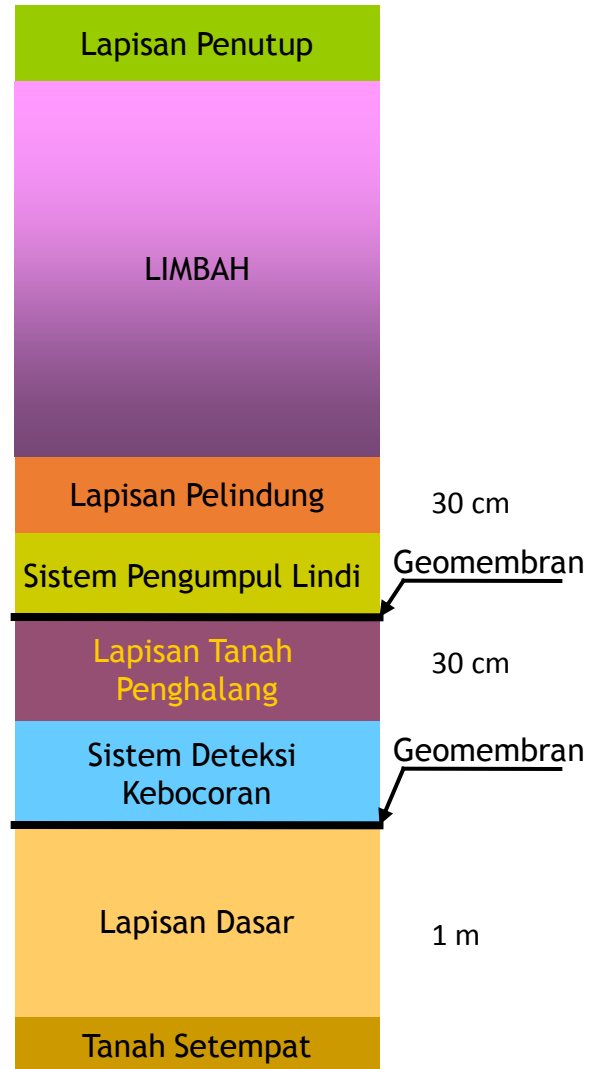 Lapisan Penutup
LIMBAH
Lapisan Pelindung
30 cm
Geomembran
Sistem Pengumpul Lindi
Lapisan Tanah
Penghalang
30 cm
Geomembran
Sistem Deteksi
Kebocoran
Lapisan Dasar
1 m
Tanah Setempat